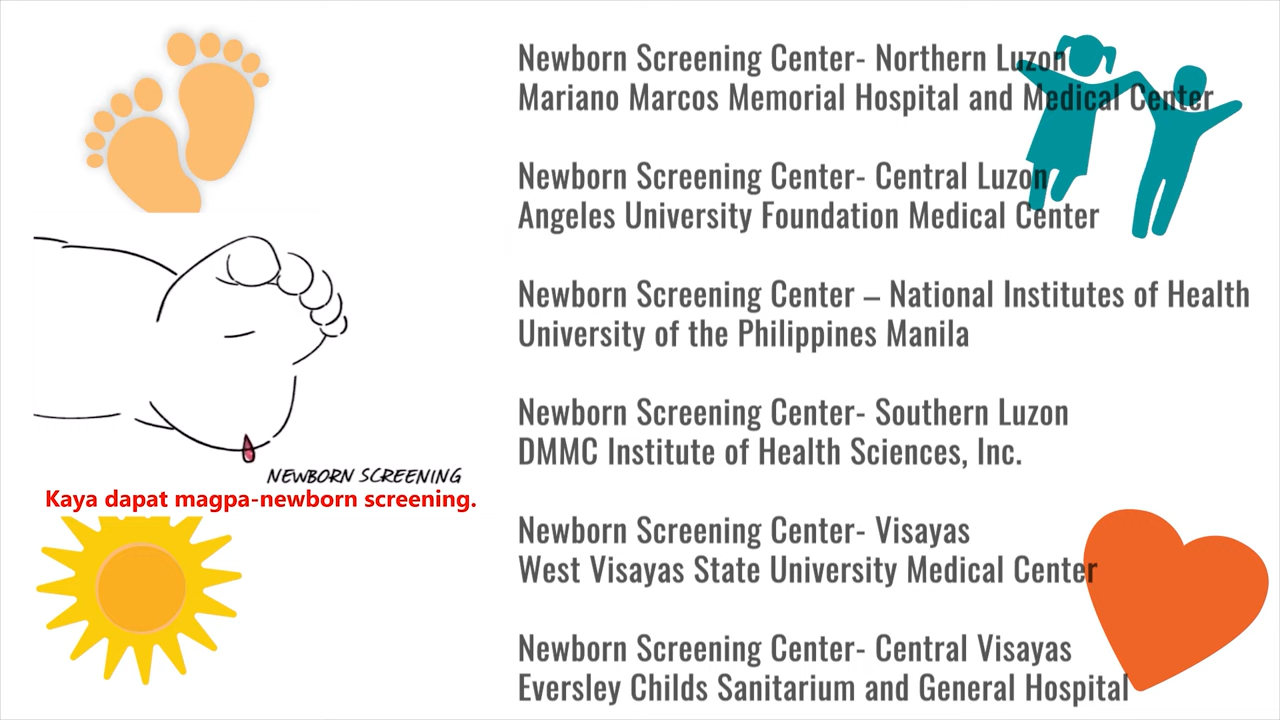 NEWBORN SCREENING
Kaya dapat magpa-newborn screening.
Newborn Screening Center- Northern Luzon
Mariano Marcos Memorial Hospital and Medical Center
Newborn Screening Center- Central Luzon
Angeles University Foundation Medical Center
Newborn Screening Center – National Institutes of Health
University of the Philippines Manila
Newborn Screening Center- Southern Luzon
DMMC Institute of Health Sciences, Inc.
Newborn Screening Center- Visayas
West Visayas State University Medical Center
Newborn Screening Center- Central Visayas
Eversley Childs Sanitarium and General Hospital